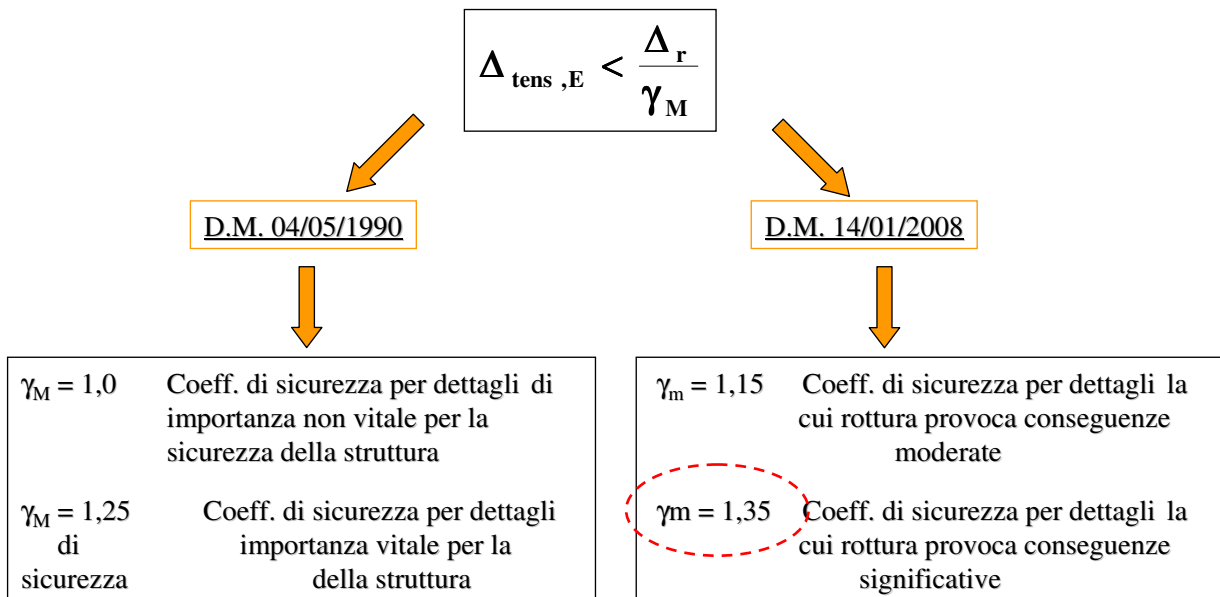 Δ tens ,E < Δ r / γ M
D.M. 04/05/1990
D.M. 14/01/2008
γM = 1,0 Coeff. di sicurezza per dettagli di
importanza non vitale per la
sicurezza della struttura
γM = 1,25 Coeff. di sicurezza per dettagli
di importanza vitale per la
sicurezza della struttura
γm = 1,15 Coeff. di sicurezza per dettagli la
cui rottura provoca conseguenze
moderate
γm = 1,35 Coeff. di sicurezza per dettagli la
cui rottura provoca conseguenze
significative